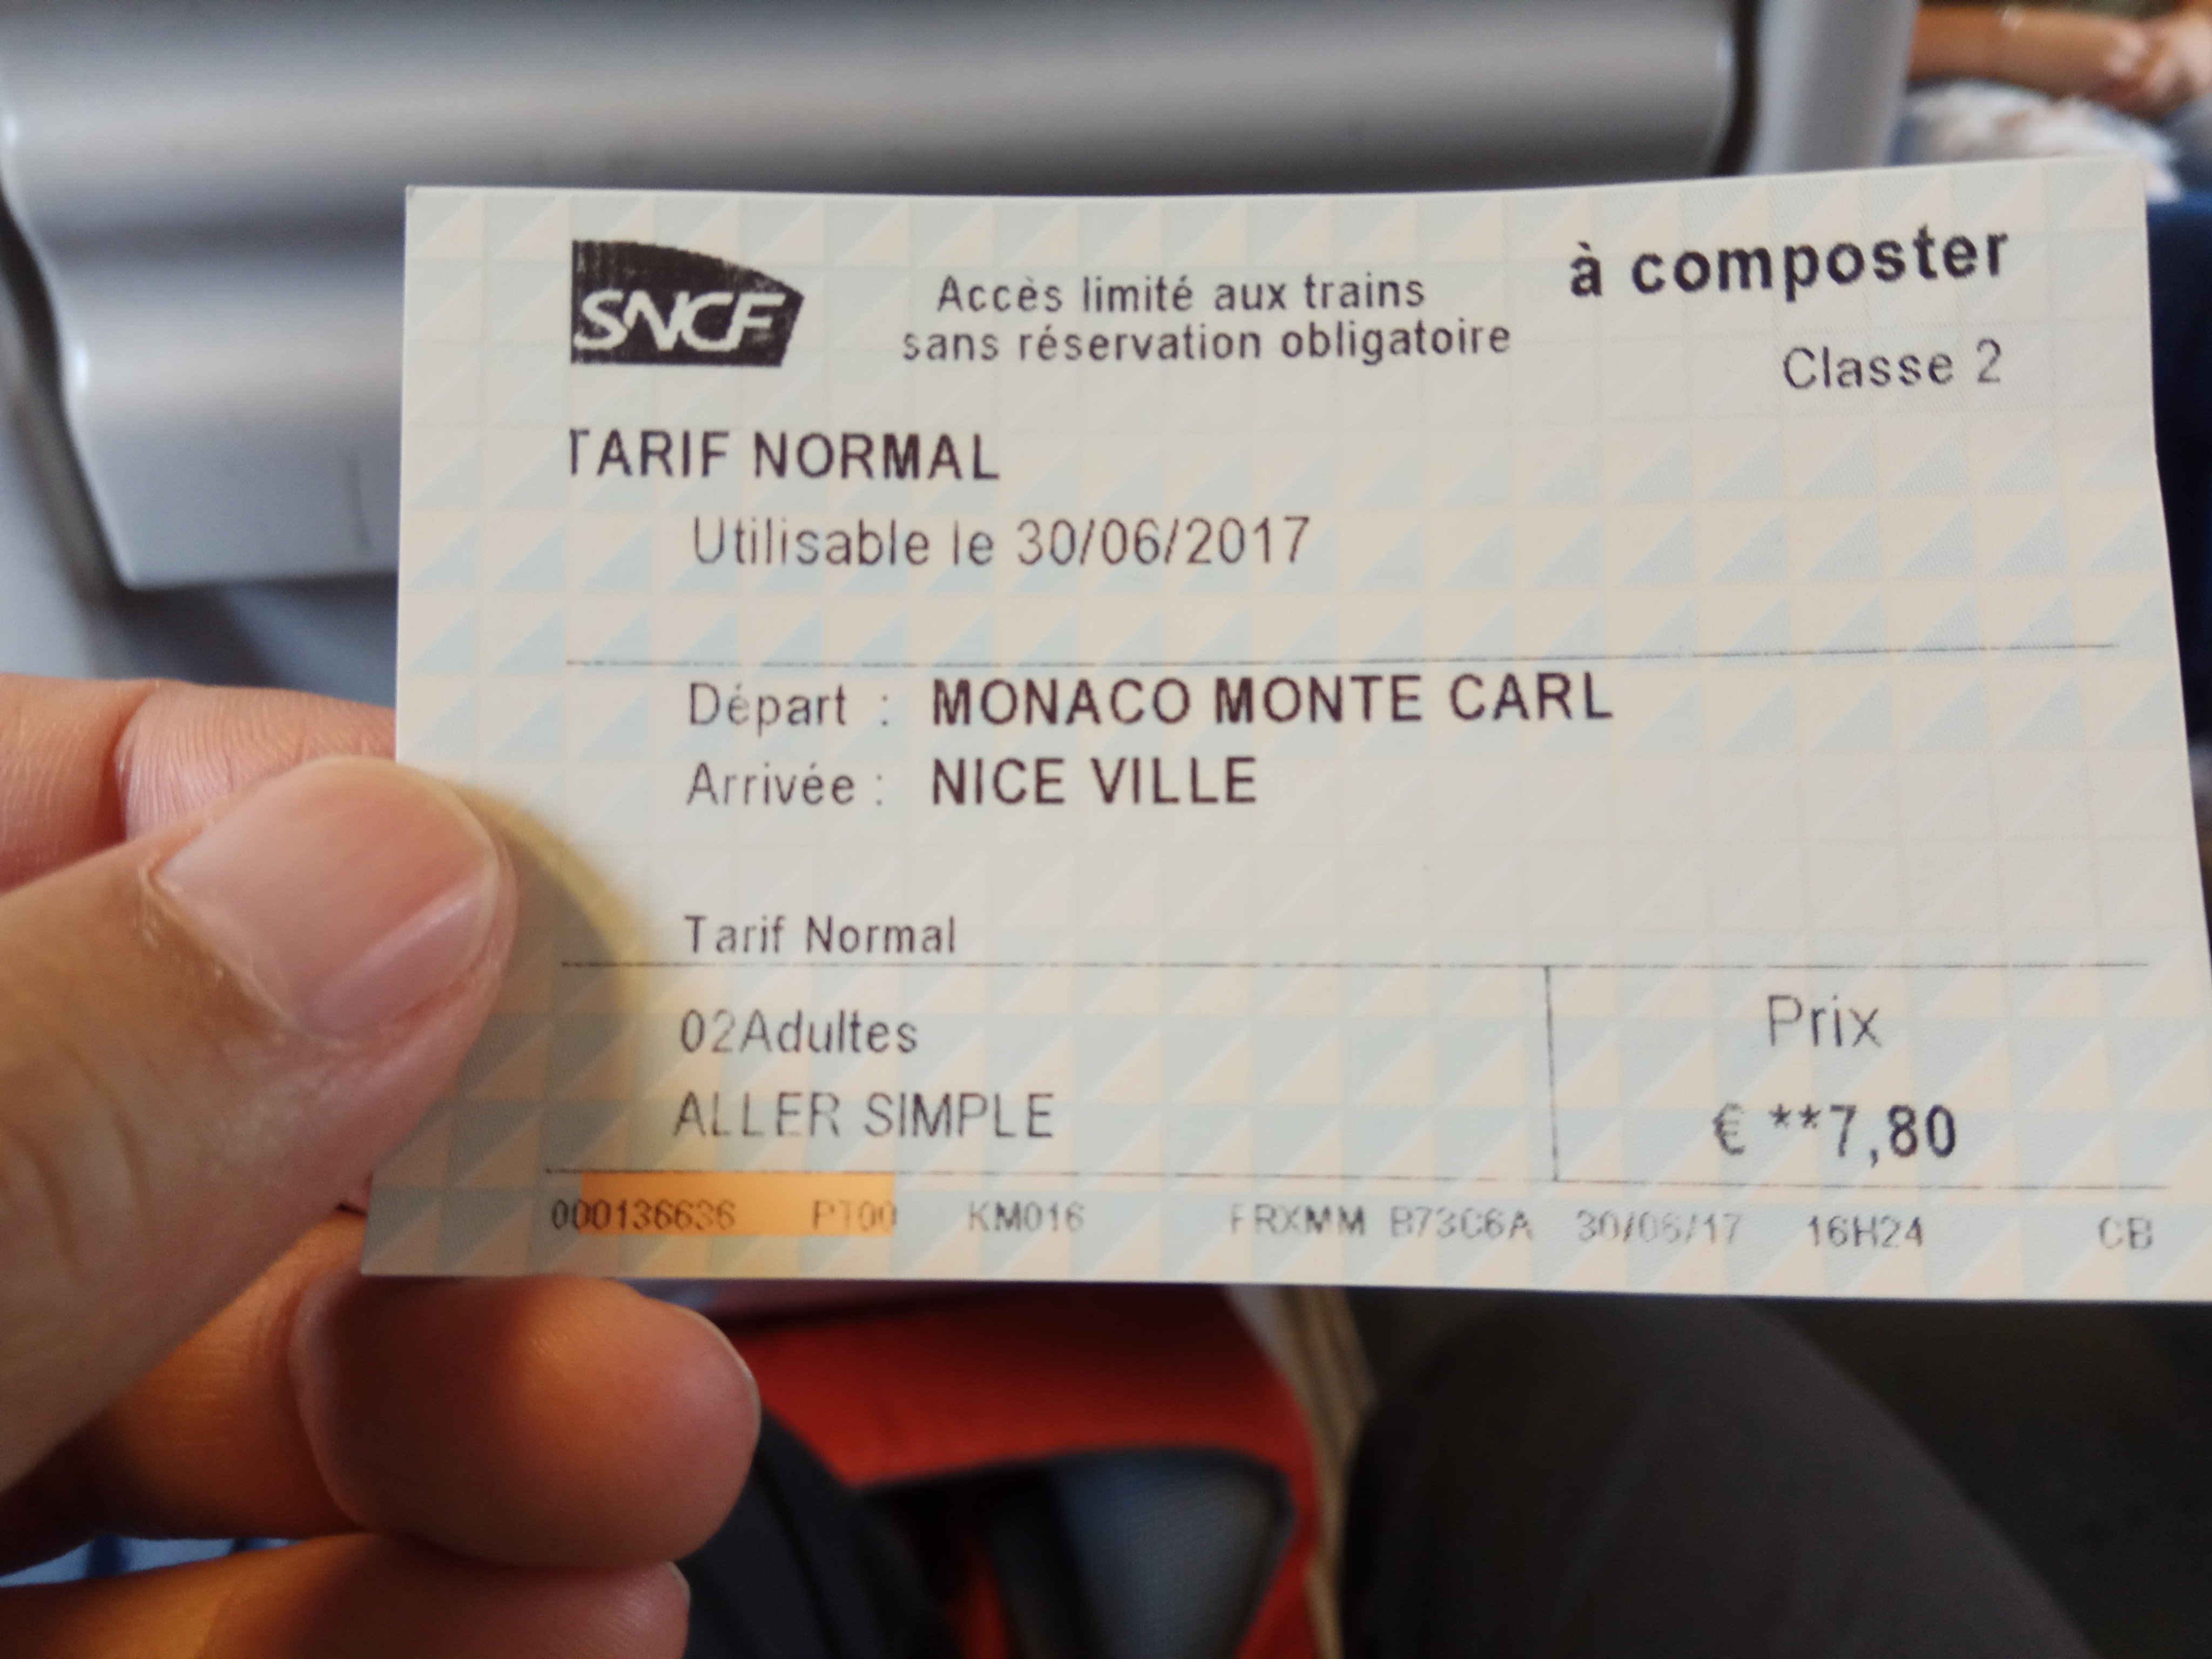 SNCF
Accès limité aux trains
sans réservation obligatoire
à composter
Classe 2
TARIF NORMAL
Utilisable le 30/06/2017
Départ : MONACO MONTE CARL
Arrivée : NICE VILLE
Tarif Normal
02Adultes
ALLER SIMPLE
Prix
€ **7,80
000136636 PT00 KM016 FRXMM B73C6A 30/06/17 16H24 CB